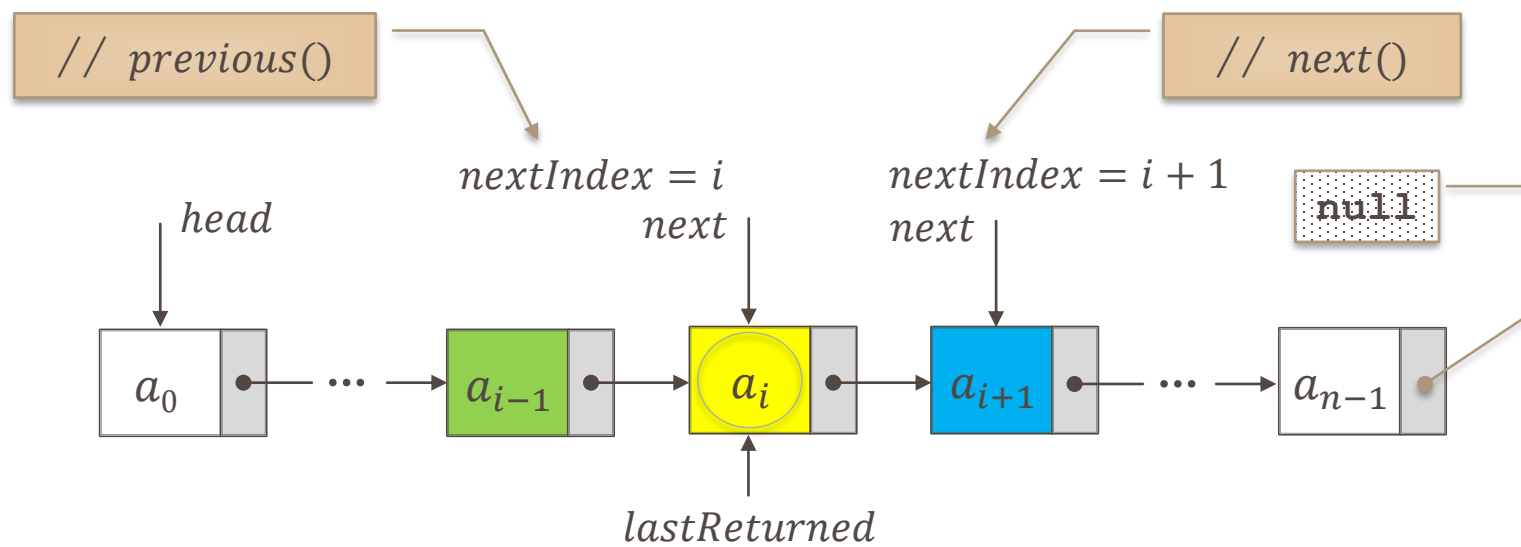 // previous()
// next()
nextIndex = i
nextIndex = i + 1
null
head
next
next
a₀
...
aᵢ₋₁
aᵢ
aᵢ₊₁
...
aₙ₋₁
lastReturned